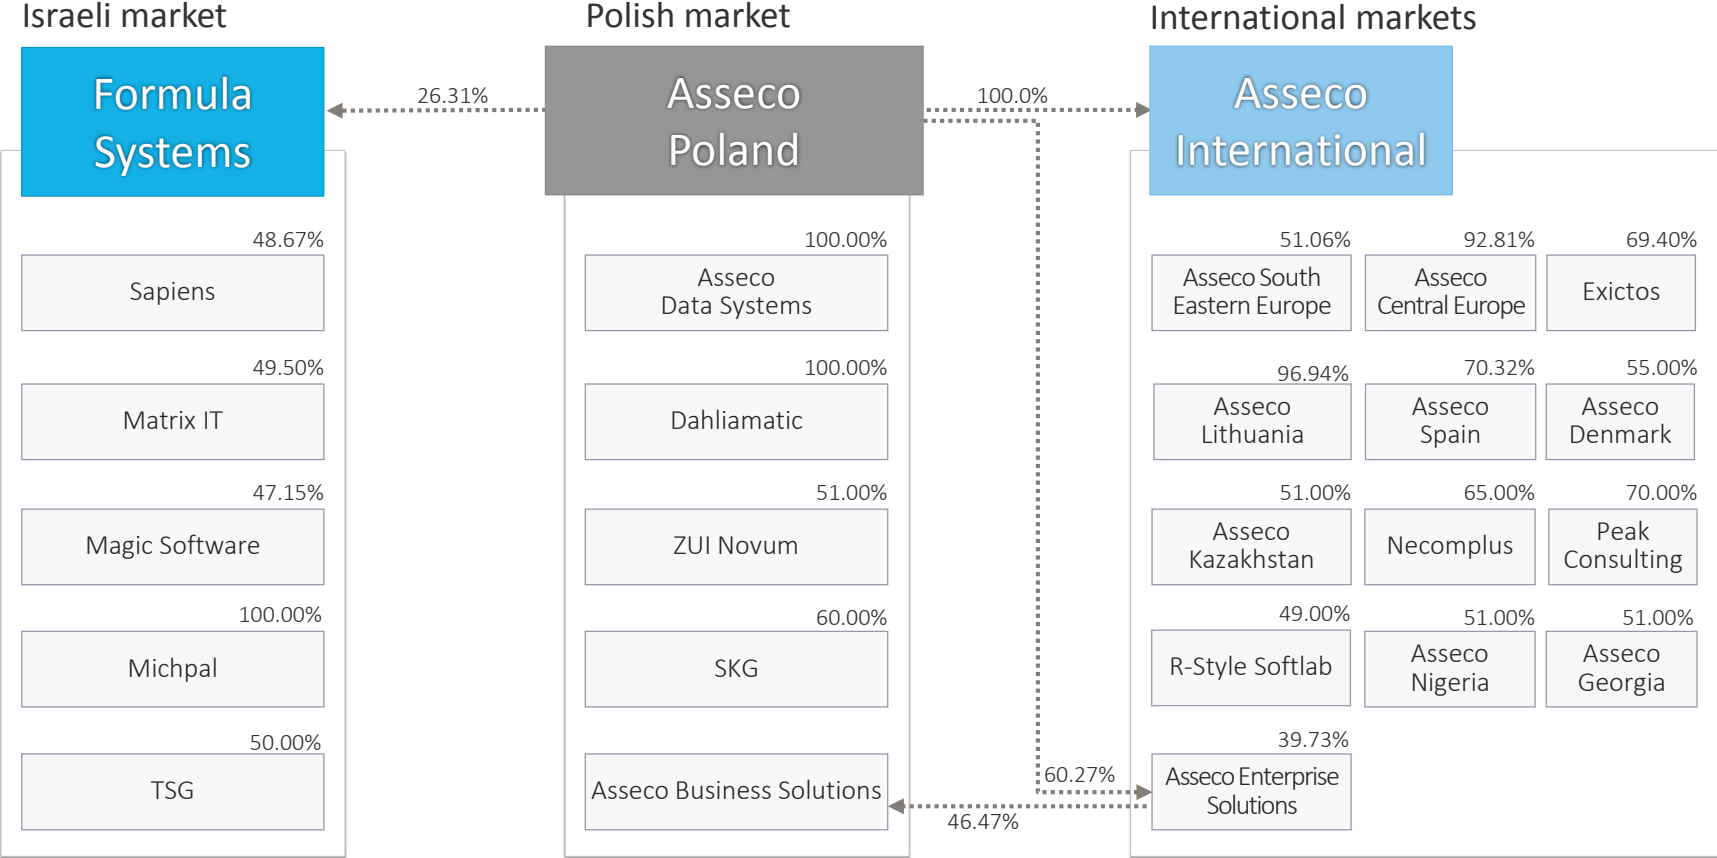 Israeli market
Polish market
International markets
Formula
Systems
26.31%
Asseco
Poland
100.0%
Asseco
International
48.67%
Sapiens
49.50%
Matrix IT
47.15%
Magic Software
100.00%
Michpal
50.00%
TSG
100.00%
Asseco
Data Systems
100.00%
Dahliamatic
51.00%
ZUI Novum
60.00%
SKG
Asseco Business Solutions
60.27%
46.47%
51.06%
Asseco South
Eastern Europe
92.81%
Asseco
Central Europe
69.40%
Exictos
96.94%
Asseco
Lithuania
70.32%
Asseco
Spain
55.00%
Asseco
Denmark
51.00%
Asseco
Kazakhstan
65.00%
Necomplus
70.00%
Peak
Consulting
49.00%
R-Style Softlab
51.00%
Asseco
Nigeria
51.00%
Asseco
Georgia
39.73%
Asseco Enterprise
Solutions